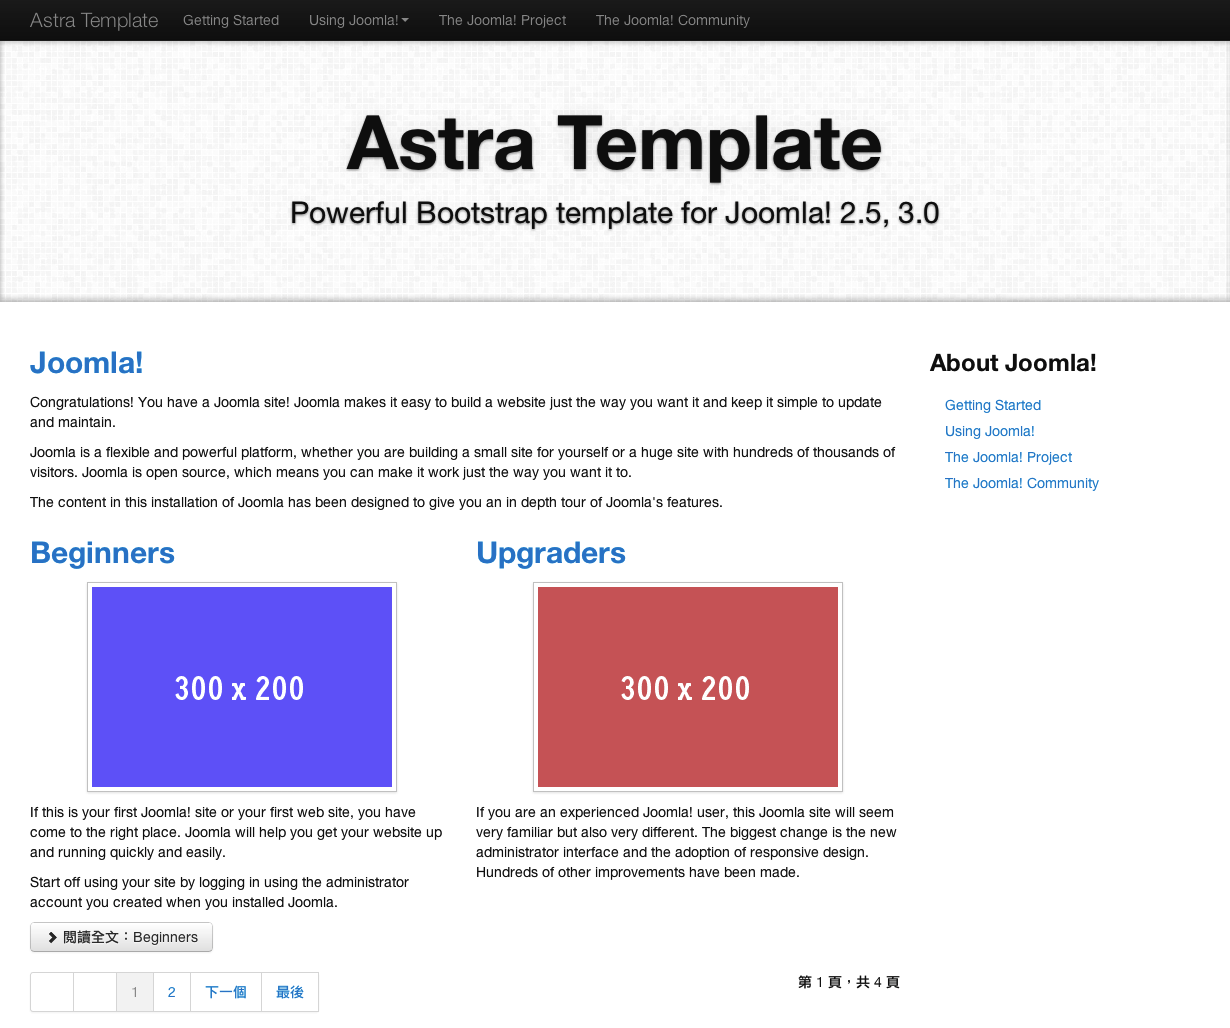 Astra Template Getting Started Using Joomla! The Joomla! Project The Joomla! Community
Astra Template
Powerful Bootstrap template for Joomla! 2.5, 3.0
Joomla!
Congratulations! You have a Joomla site! Joomla makes it easy to build a website just the way you want it and keep it simple to update
and maintain.
Joomla is a flexible and powerful platform, whether you are building a small site for yourself or a huge site with hundreds of thousands of
visitors. Joomla is open source, which means you can make it work just the way you want it to.
The content in this installation of Joomla has been designed to give you an in depth tour of Joomla's features.
About Joomla!
Getting Started
Using Joomla!
The Joomla! Project
The Joomla! Community
Beginners
300 x 200
If this is your first Joomla! site or your first web site, you have
come to the right place. Joomla will help you get your website up
and running quickly and easily.
Start off using your site by logging in using the administrator
account you created when you installed Joomla.
閱讀全文：Beginners
Upgraders
300 x 200
If you are an experienced Joomla! user, this Joomla site will seem
very familiar but also very different. The biggest change is the new
administrator interface and the adoption of responsive design.
Hundreds of other improvements have been made.
1 2 下一個 最後
第 1 頁，共 4 頁